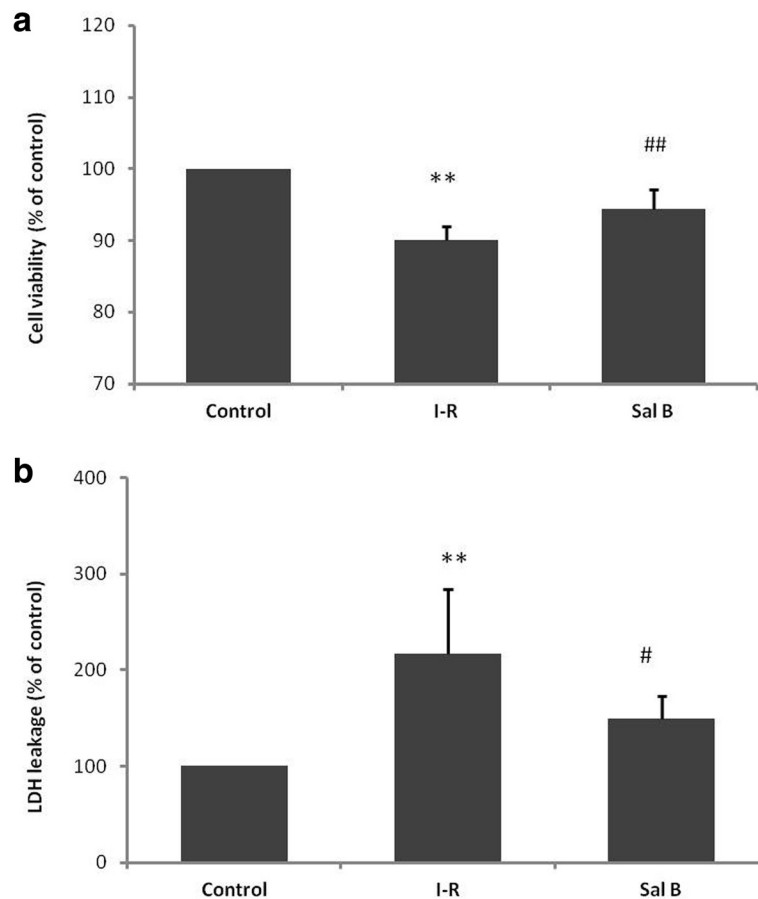 a
Cell viability (% of control)
120
110
100
90
80
70
**
##
Control I-R Sal B
b
LDH leakage (% of control)
400
300
200
100
0
**
#
Control I-R Sal B